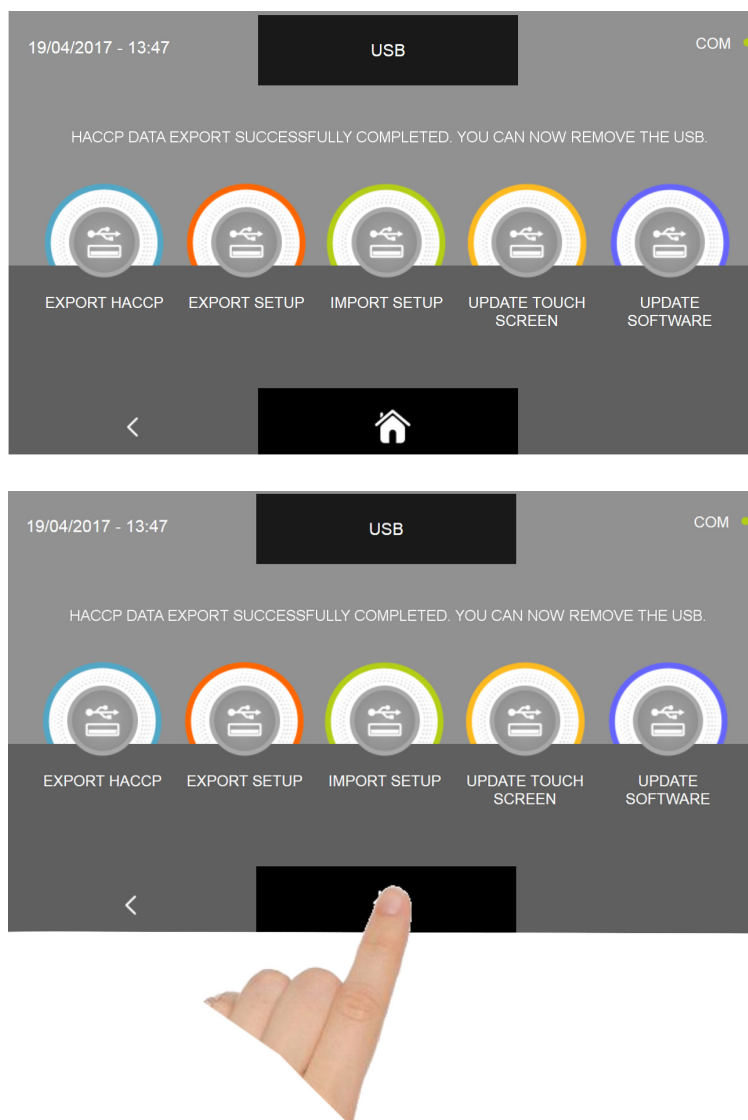 19/04/2017 - 13:47
USB
COM
HACCP DATA EXPORT SUCCESSFULLY COMPLETED. YOU CAN NOW REMOVE THE USB.
EXPORT HACCP
EXPORT SETUP
IMPORT SETUP
UPDATE TOUCH
SCREEN
UPDATE
SOFTWARE
19/04/2017 - 13:47
USB
COM
HACCP DATA EXPORT SUCCESSFULLY COMPLETED. YOU CAN NOW REMOVE THE USB.
EXPORT HACCP
EXPORT SETUP
IMPORT SETUP
UPDATE TOUCH
SCREEN
UPDATE
SOFTWARE